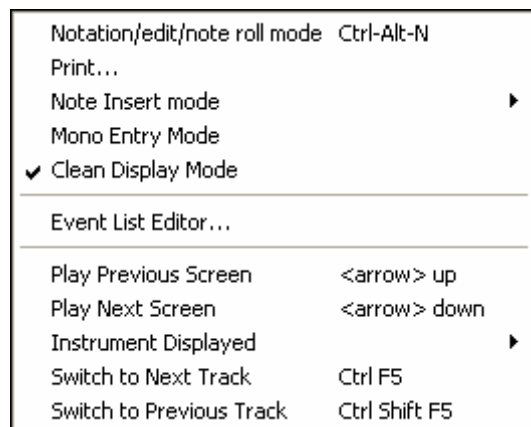 Notation/edit/note roll mode Ctrl-Alt-N
Print...
Note Insert mode
Mono Entry Mode
Clean Display Mode
Event List Editor...
Play Previous Screen <arrow> up
Play Next Screen <arrow> down
Instrument Displayed
Switch to Next Track Ctrl F5
Switch to Previous Track Ctrl Shift F5